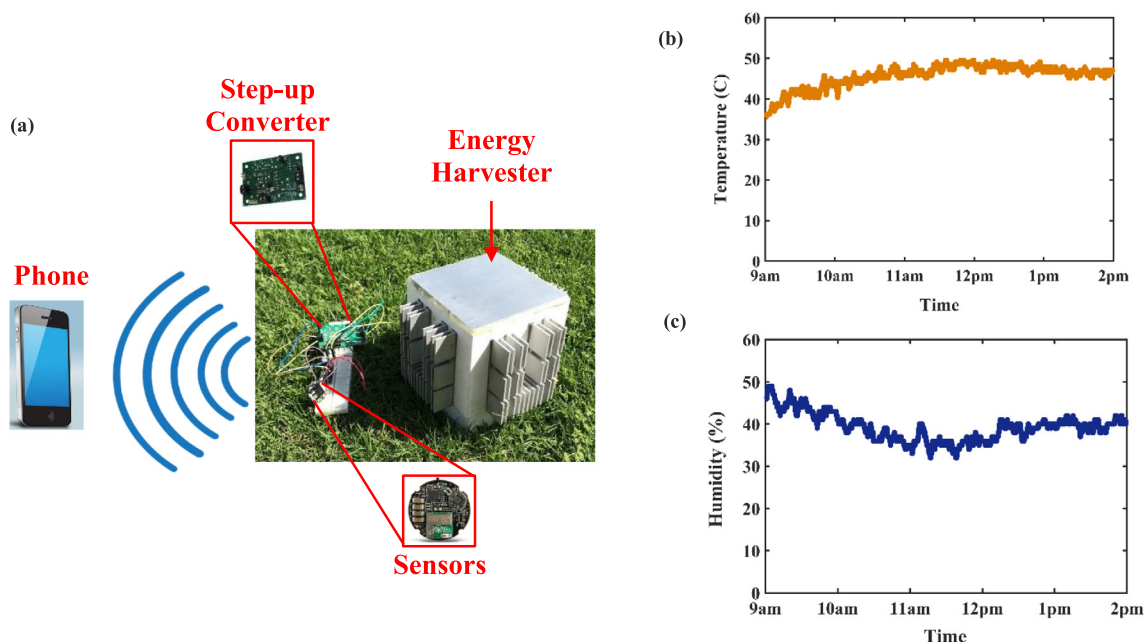 (a)
Step-up
Converter
Energy
Harvester
Phone
Sensors
(b)
Temperature (C)
60
50
40
30
20
10
0
9am 10am 11am 12pm 1pm 2pm
Time
(c)
Humidity (%)
60
50
40
30
20
10
0
9am 10am 11am 12pm 1pm 2pm
Time